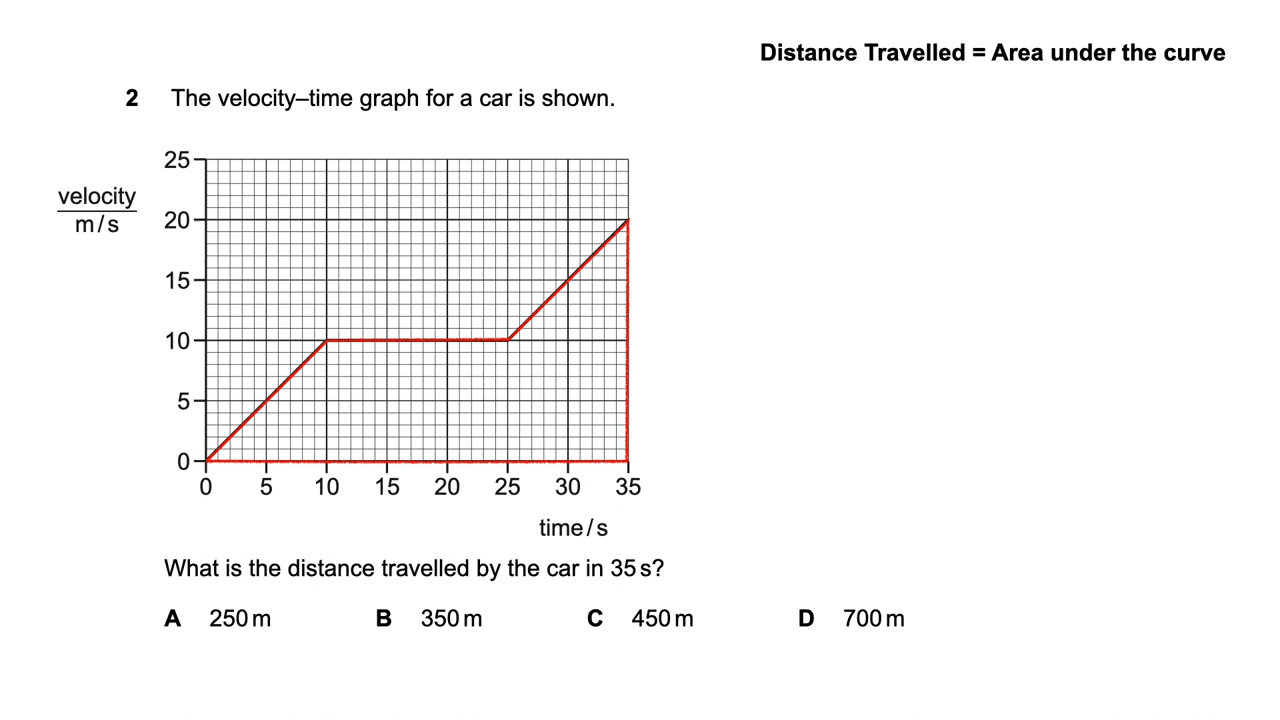 Distance Travelled = Area under the curve
2 The velocity–time graph for a car is shown.
velocity
m/s
25
20
15
10
5
0
0 5 10 15 20 25 30 35
time/s
What is the distance travelled by the car in 35s?
A 250m B 350m C 450m D 700m